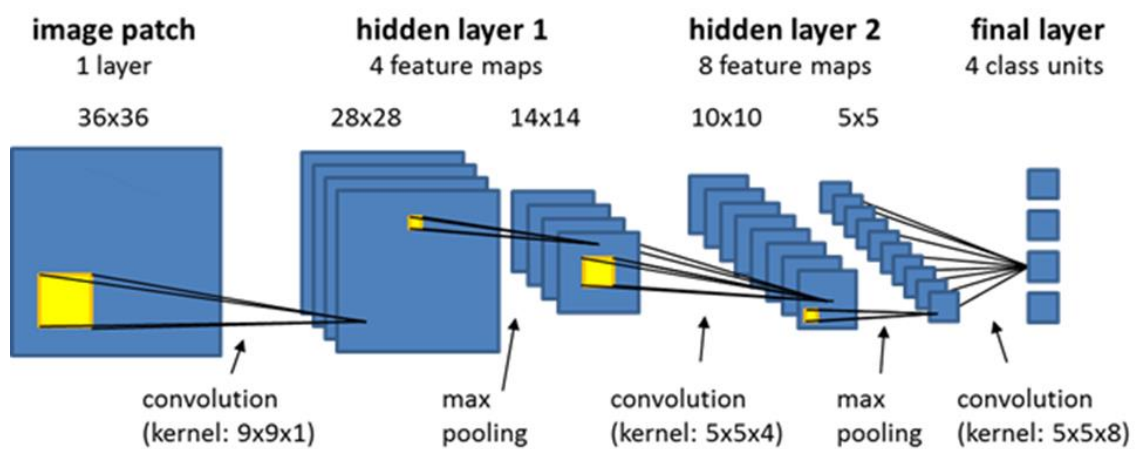 image patch
1 layer
36x36
hidden layer 1
4 feature maps
28x28
14x14
hidden layer 2
8 feature maps
10x10
5x5
final layer
4 class units
convolution
(kernel: 9x9x1)
max
pooling
convolution
(kernel: 5x5x4)
max
pooling
convolution
(kernel: 5x5x8)